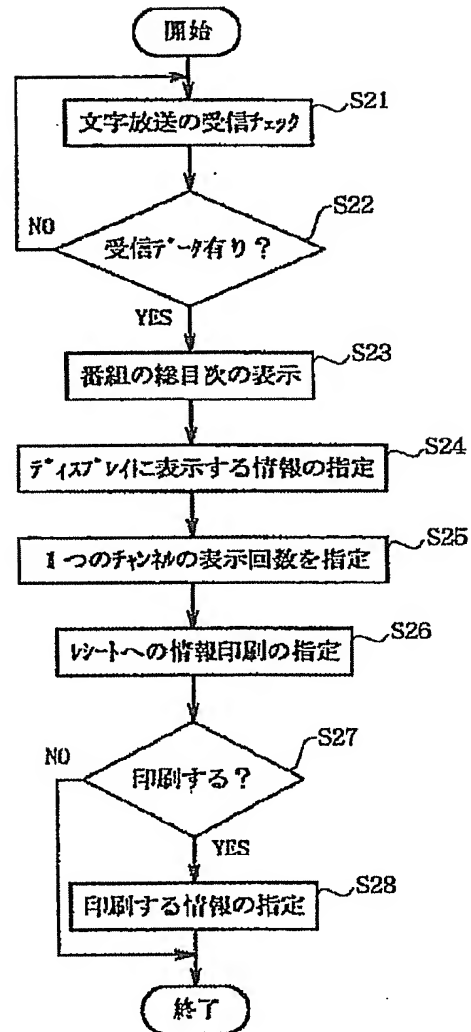 開始
文字放送の受信チェック
S21
S22
NO
受信データ有り？
YES
S23
番組の総目次の表示
S24
ディスプレイに表示する情報の指定
S25
1つのチャンネルの表示回数を指定
S26
レシートへの情報印刷の指定
S27
NO
印刷する？
YES
S28
印刷する情報の指定
終了